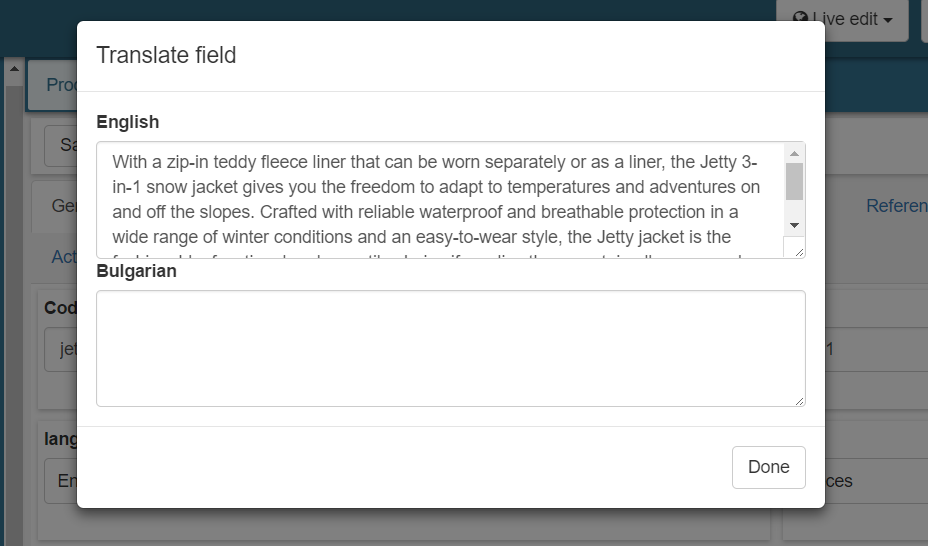 Live edit
Translate field
English
With a zip-in teddy fleece liner that can be worn separately or as a liner, the Jetty 3-
in-1 snow jacket gives you the freedom to adapt to temperatures and adventures on
and off the slopes. Crafted with reliable waterproof and breathable protection in a
wide range of winter conditions and an easy-to-wear style, the Jetty jacket is the
Bulgarian
Done
Proc
Sa
Ger
Referen
Act
Cod
jet
1
lang
En
ces